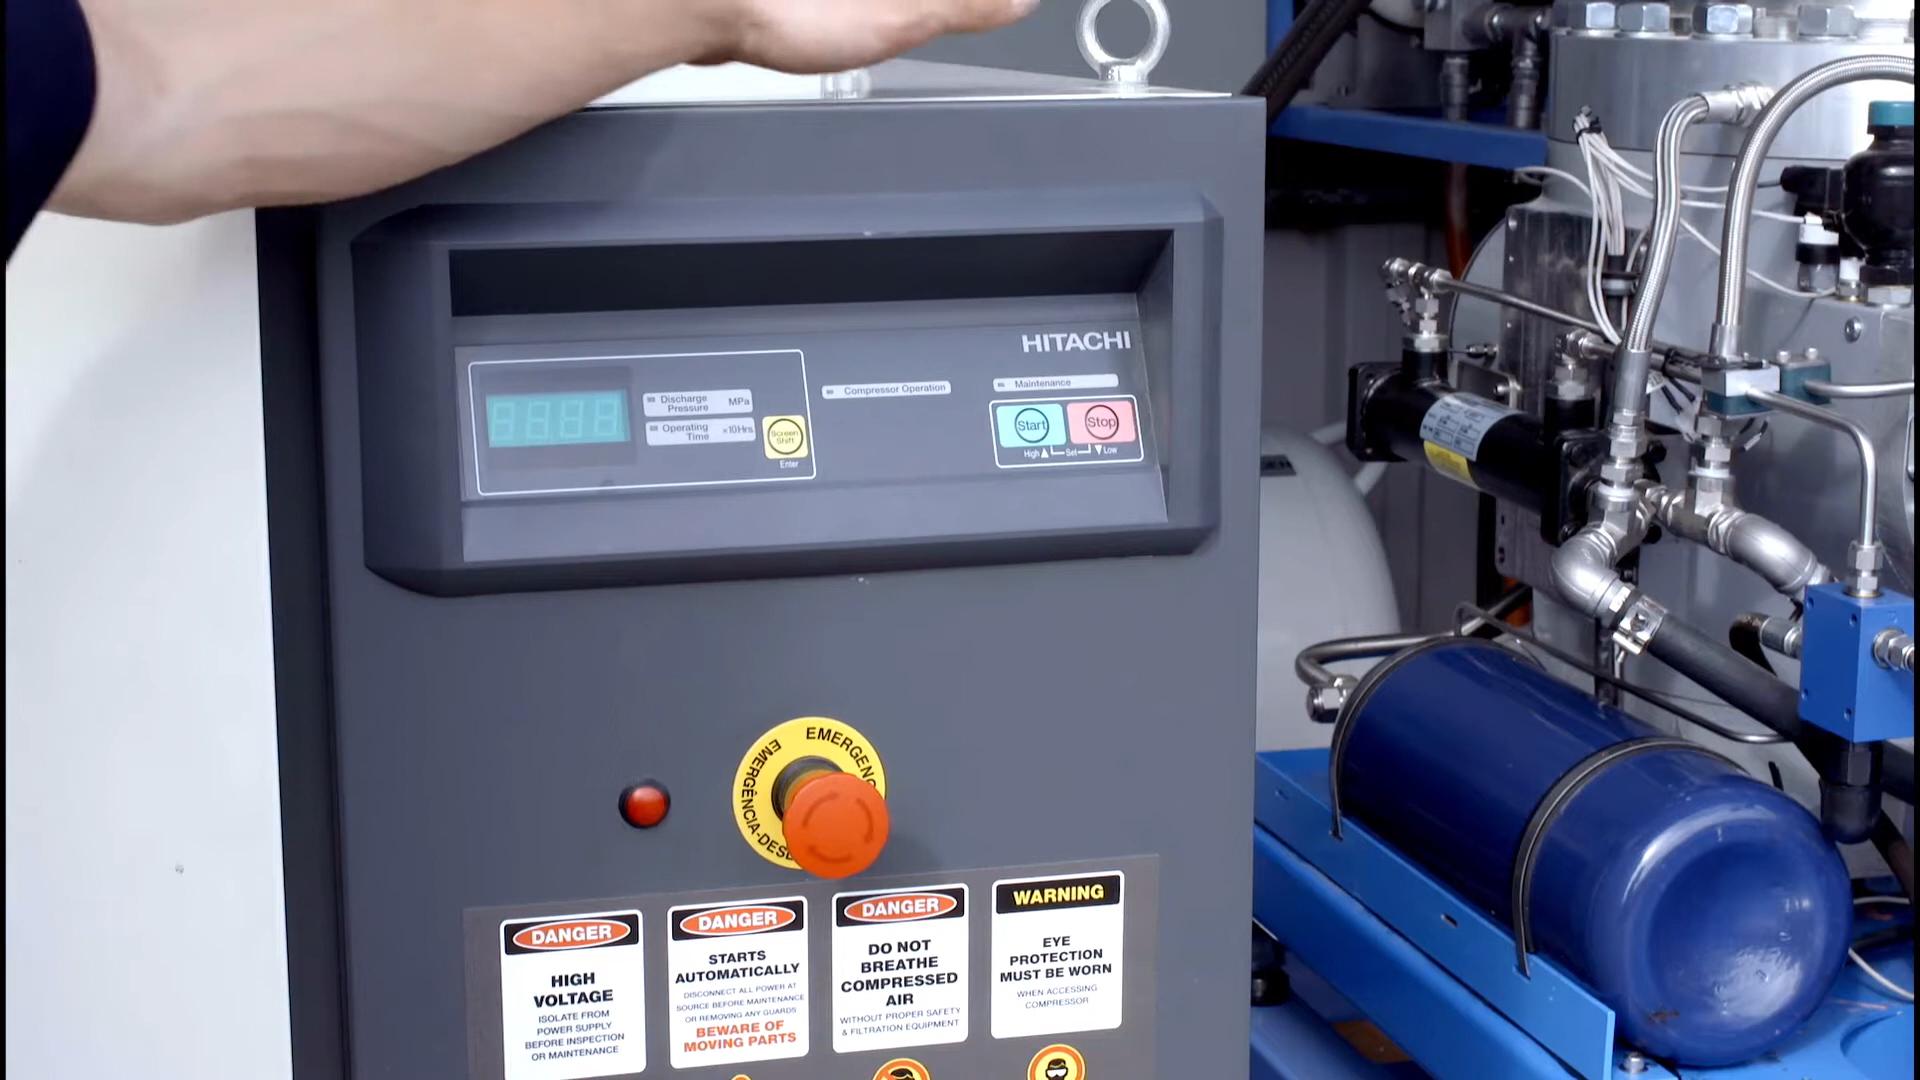 HITACHI
Discharge
Pressure
MPa
Operating
Time
×10Hrs
Screen
Shift
Enter
Compressor Operation
Maintenance
Start
Stop
High ▲ Set ▼ Low
EMERGENC
EMERGÊNCIA-DES
DANGER
HIGH
VOLTAGE
ISOLATE FROM
POWER SUPPLY
BEFORE INSPECTION
OR MAINTENANCE
DANGER
STARTS
AUTOMATICALLY
DISCONNECT ALL POWER AT
SOURCE BEFORE MAINTENANCE
OR REMOVING ANY GUARDS
BEWARE OF
MOVING PARTS
DANGER
DO NOT
BREATHE
COMPRESSED
AIR
WITHOUT PROPER SAFETY
& FILTRATION EQUIPMENT
WARNING
EYE
PROTECTION
MUST BE WORN
WHEN ACCESSING
COMPRESSOR